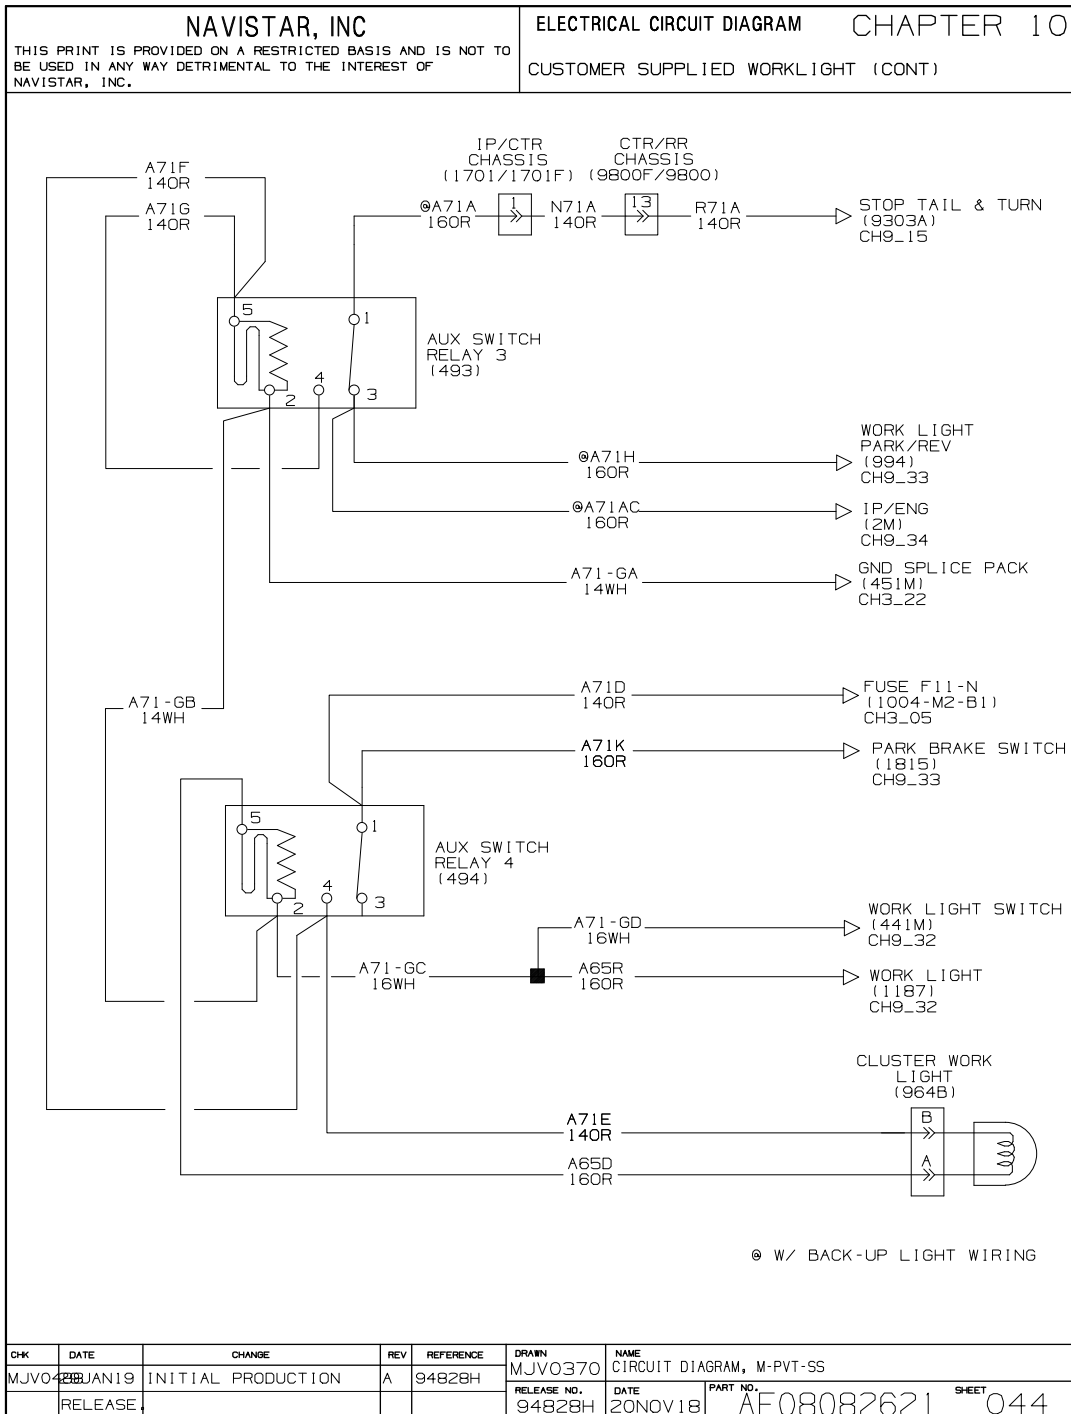 NAVISTAR, INC
THIS PRINT IS PROVIDED ON A RESTRICTED BASIS AND IS NOT TO
BE USED IN ANY WAY DETRIMENTAL TO THE INTEREST OF
NAVISTAR, INC.
ELECTRICAL CIRCUIT DIAGRAM CHAPTER 10
CUSTOMER SUPPLIED WORKLIGHT (CONT)
IP/CTR
CHASSIS
(1701/1701F)
CTR/RR
CHASSIS
(9800F/9800)
A71F
14OR
A71G
14OR
@A71A
16OR
1
N71A
14OR
13
R71A
14OR
STOP TAIL & TURN
(9303A)
CH9_15
5
1
2
4
3
AUX SWITCH
RELAY 3
(493)
@A71H
16OR
WORK LIGHT
PARK/REV
(994)
CH9_33
@A71AC
16OR
IP/ENG
(2M)
CH9_34
A71-GA
14WH
GND SPLICE PACK
(451M)
CH3_22
A71-GB
14WH
A71D
14OR
FUSE F11-N
(1004-M2-B1)
CH3_05
A71K
16OR
PARK BRAKE SWITCH
(1815)
CH9_33
5
1
2
4
3
AUX SWITCH
RELAY 4
(494)
A71-GC
16WH
A71-GD
16WH
WORK LIGHT SWITCH
(441M)
CH9_32
A65R
16OR
WORK LIGHT
(1187)
CH9_32
CLUSTER WORK
LIGHT
(964B)
A71E
14OR
B
A65D
16OR
A
@ W/ BACK-UP LIGHT WIRING
CHK DATE CHANGE REV REFERENCE
29JAN19 INITIAL PRODUCTION A 94828H
RELEASE.
DRAWN
MJV0370
NAME
CIRCUIT DIAGRAM, M-PVT-SS
RELEASE NO.
94828H
DATE
20NOV18
PART NO.
AF08082621
SHEET
044